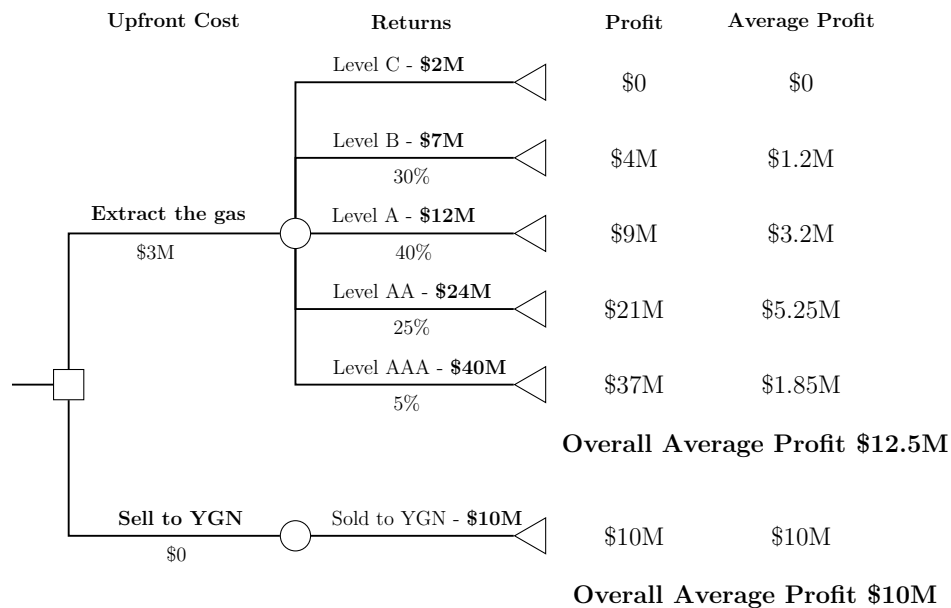 Upfront Cost Returns Profit Average Profit
Level C - $2M $0 $0
Level B - $7M $4M $1.2M
30%
Extract the gas Level A - $12M $9M $3.2M
$3M 40%
Level AA - $24M $21M $5.25M
25%
Level AAA - $40M $37M $1.85M
5%
Overall Average Profit $12.5M
Sell to YGN Sold to YGN - $10M $10M $10M
$0
Overall Average Profit $10M